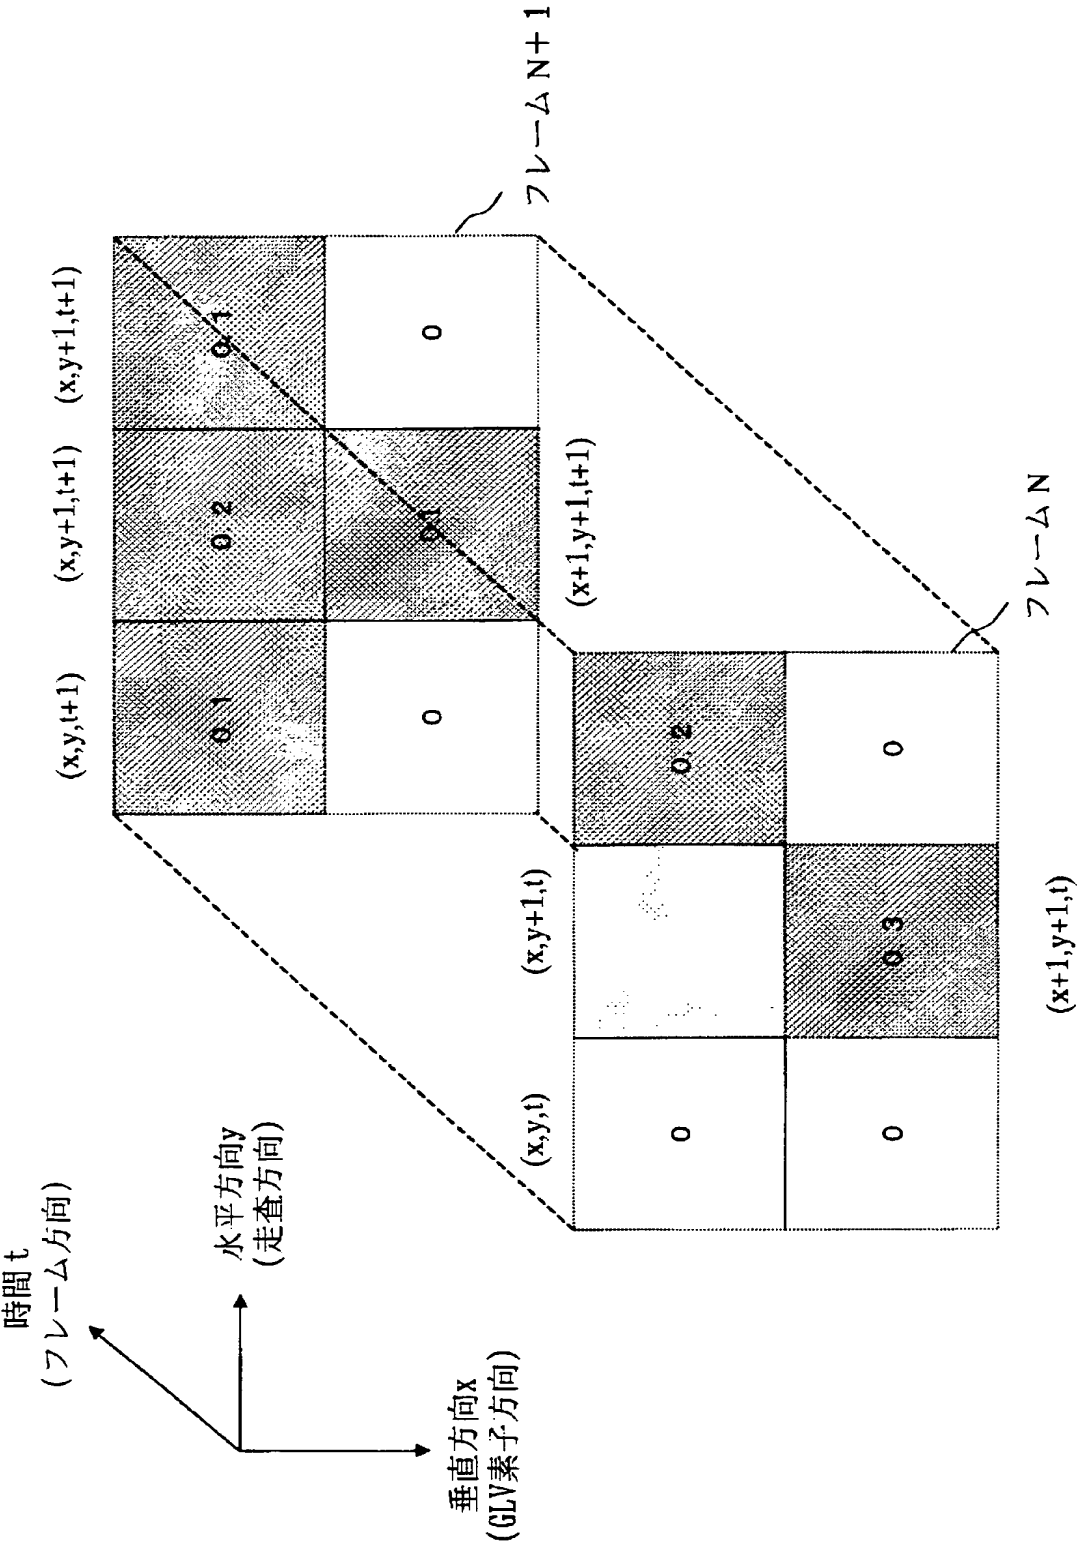 時間t
(フレーム方向)
水平方向y
(走査方向)
垂直方向x
(GLV素子方向)
(x,y,t+1)
(x,y+1,t+1)
(x,y+1,t+1)
0.1
0.2
0.1
0
0.1
0
(x+1,y+1,t+1)
フレームN+1
(x,y,t)
(x,y+1,t)
0
0.2
0
0.3
0
(x+1,y+1,t)
フレームN